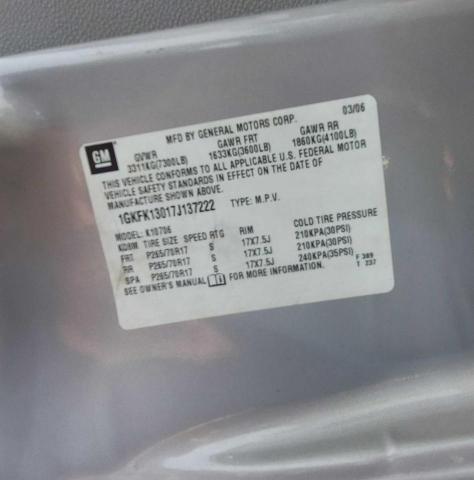 GM
MFD BY GENERAL MOTORS CORP. 03/06
GVWR GAWR FRT GAWR RR
3311KG(7300LB) 1633KG(3600LB) 1860KG(4100LB)
THIS VEHICLE CONFORMS TO ALL APPLICABLE U.S. FEDERAL MOTOR
VEHICLE SAFETY STANDARDS IN EFFECT ON THE DATE OF
MANUFACTURE SHOWN ABOVE.
1GKFK13017J137222 TYPE: M.P.V.
MODEL: K10706
TIRE SIZE SPEED RTG RIM COLD TIRE PRESSURE
FRT P265/70R17 S 17X7.5J 210KPA(30PSI)
RR P265/70R17 S 17X7.5J 210KPA(30PSI)
SPA P265/70R17 S 17X7.5J 240KPA(35PSI)
SEE OWNER'S MANUAL FOR MORE INFORMATION.
F 389
T 237